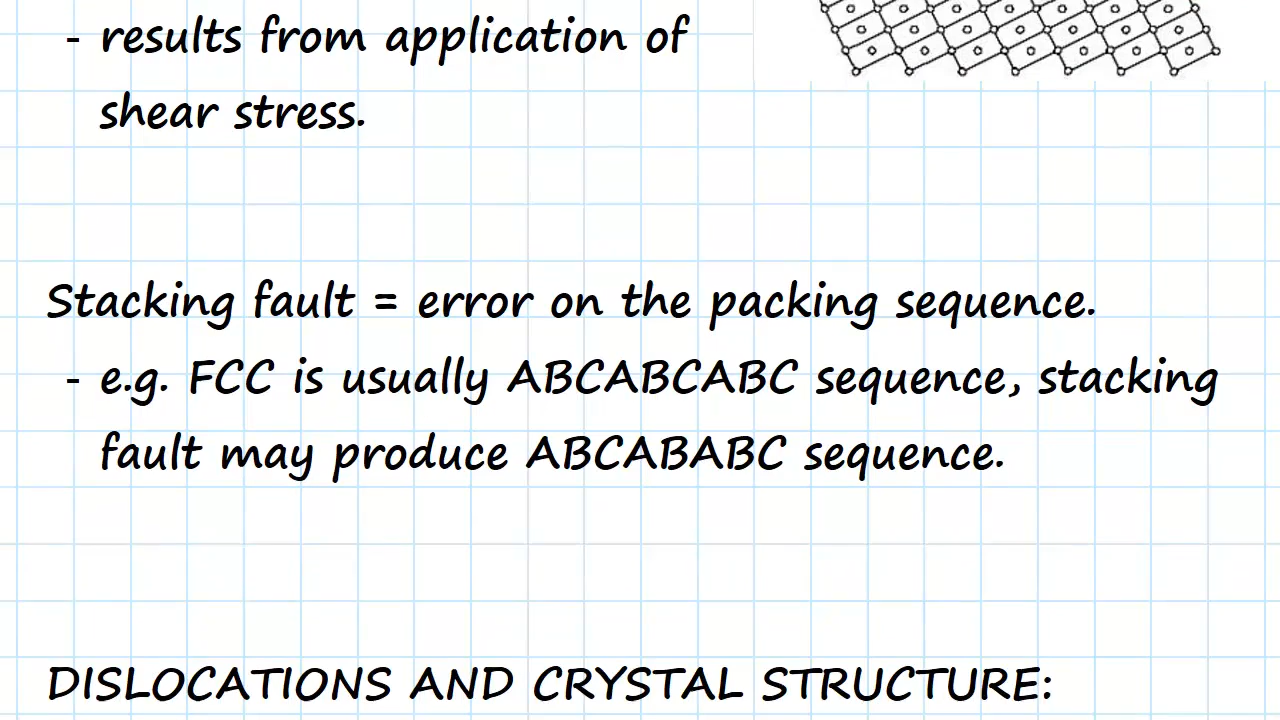 - results from application of
shear stress.
Stacking fault = error on the packing sequence.
- e.g. FCC is usually ABCABCABC sequence, stacking
fault may produce ABCABABC sequence.
DISLOCATIONS AND CRYSTAL STRUCTURE: